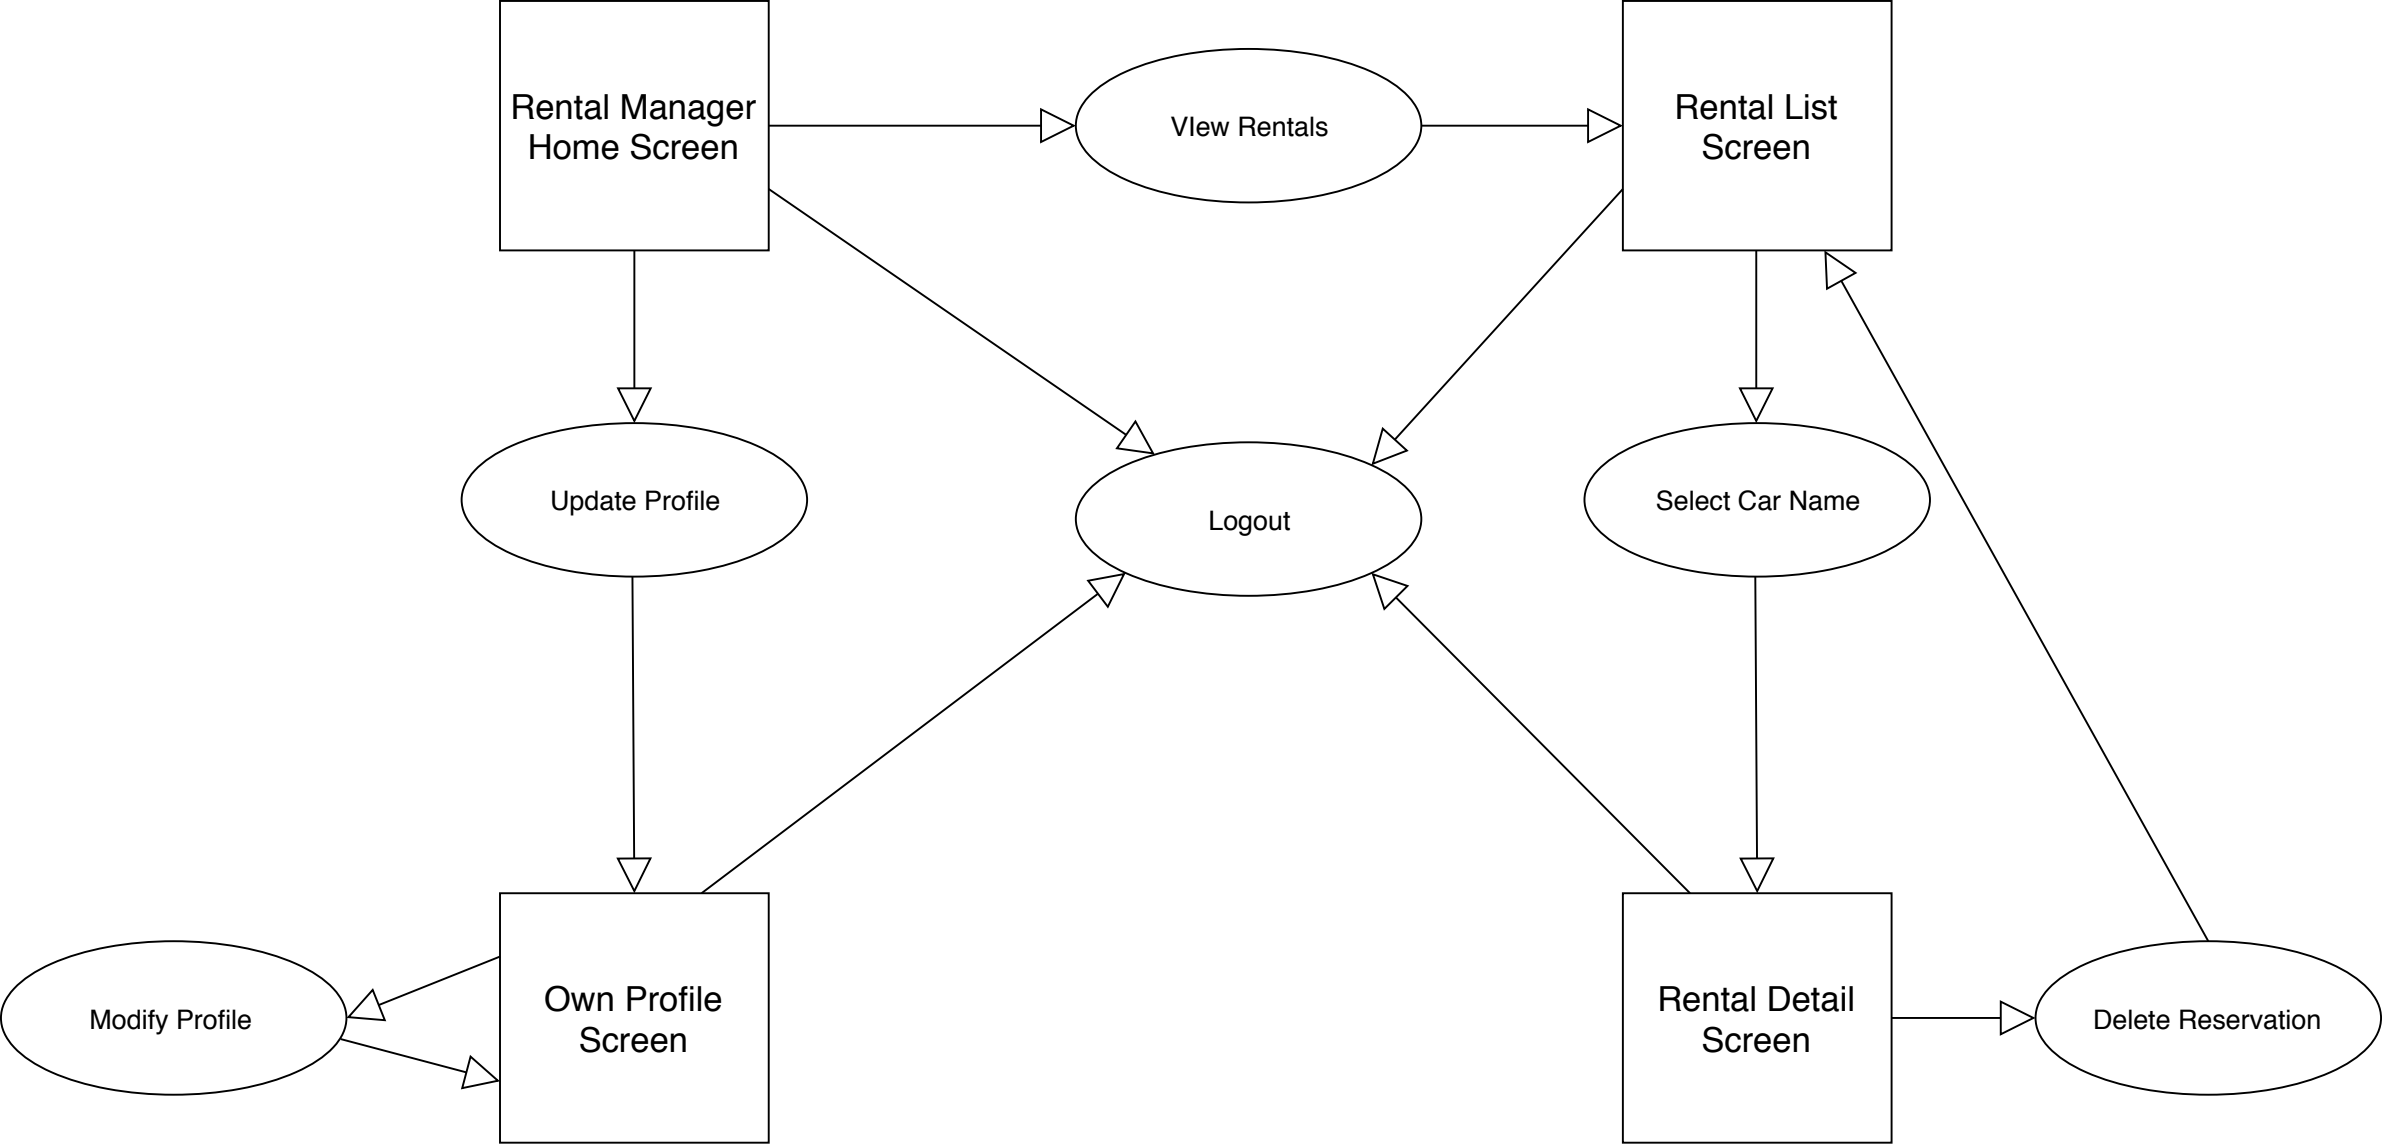 Rental Manager
Home Screen
VIew Rentals
Rental List
Screen
Update Profile
Logout
Select Car Name
Modify Profile
Own Profile
Screen
Rental Detail
Screen
Delete Reservation